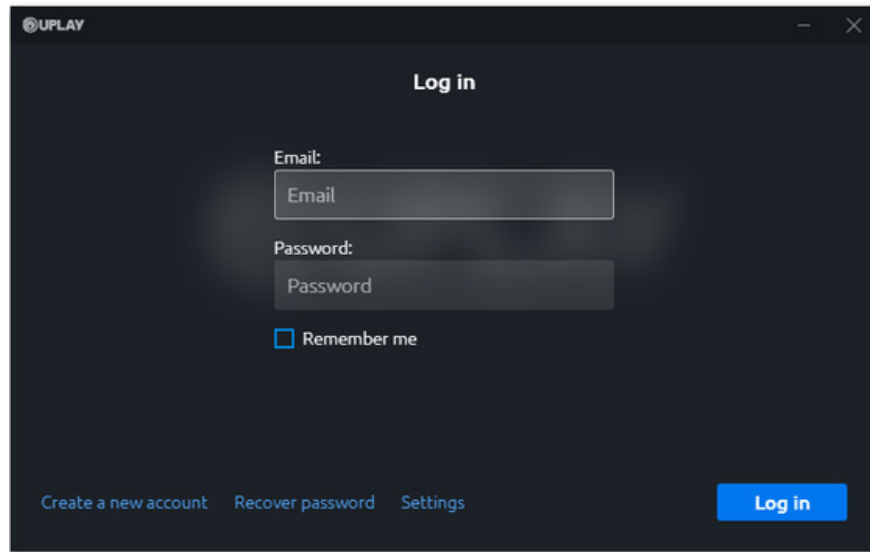 UPLAY
Log in
Email:
Email
Password:
Password
Remember me
Create a new account Recover password Settings Log in